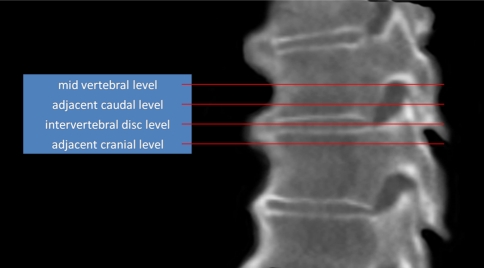 mid vertebral level
adjacent caudal level
intervertebral disc level
adjacent cranial level